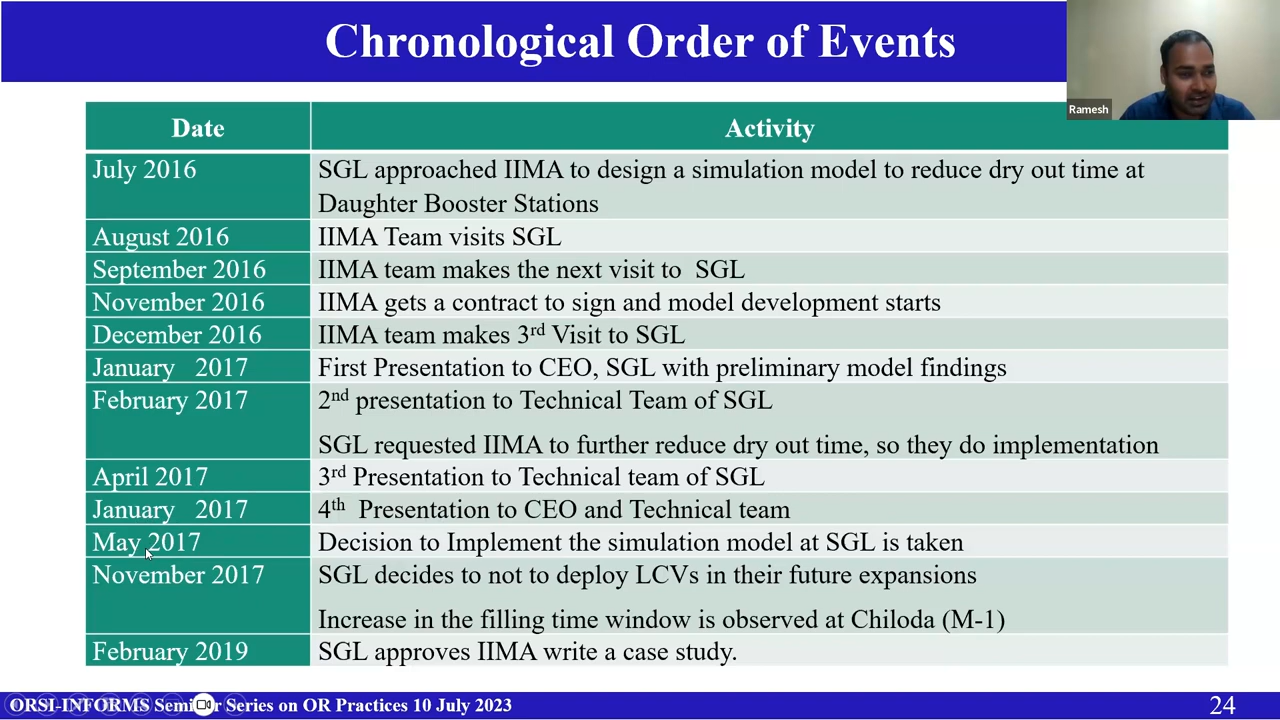 Chronological Order of Events
Ramesh
Date Activity
July 2016 SGL approached IIMA to design a simulation model to reduce dry out time at
Daughter Booster Stations
August 2016 IIMA Team visits SGL
September 2016 IIMA team makes the next visit to SGL
November 2016 IIMA gets a contract to sign and model development starts
December 2016 IIMA team makes 3rd Visit to SGL
January 2017 First Presentation to CEO, SGL with preliminary model findings
February 2017 2nd presentation to Technical Team of SGL
SGL requested IIMA to further reduce dry out time, so they do implementation
April 2017 3rd Presentation to Technical team of SGL
January 2017 4th Presentation to CEO and Technical team
May 2017 Decision to Implement the simulation model at SGL is taken
November 2017 SGL decides to not to deploy LCVs in their future expansions
Increase in the filling time window is observed at Chiloda (M-1)
February 2019 SGL approves IIMA write a case study.
ORSI-INFORMS Seminar Series on OR Practices 10 July 2023 24